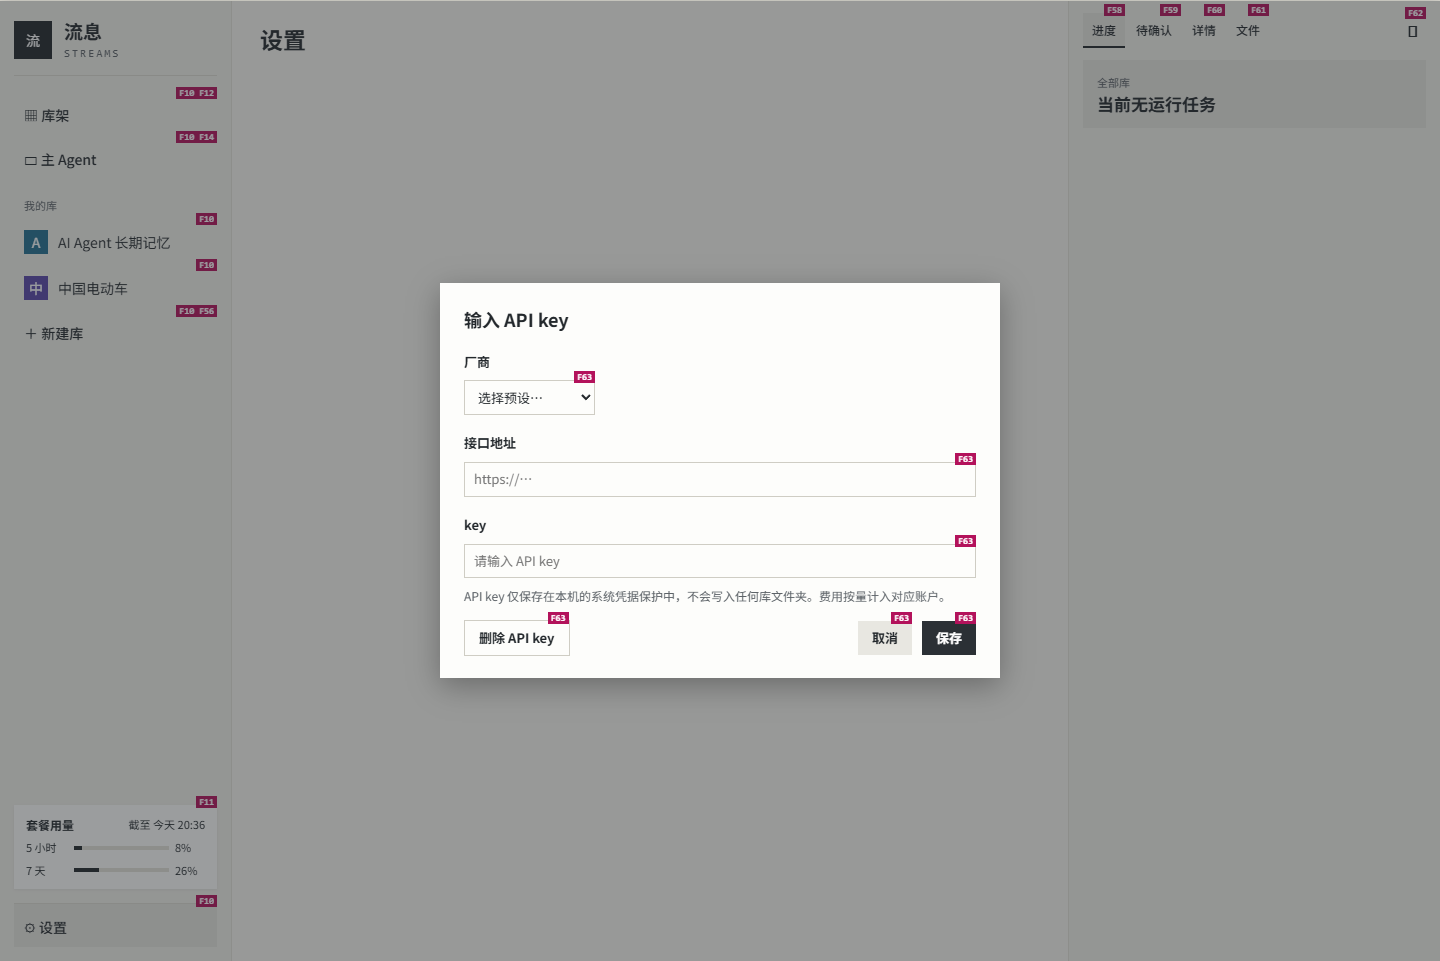 流
流息
STREAMS
F10 F12
库架
F10 F14
主 Agent
我的库
F10
A
AI Agent 长期记忆
F10
中
中国电动车
F10 F56
新建库
F11
套餐用量
截至 今天 20:36
5 小时
8%
7 天
26%
F10
设置
设置
输入 API key
厂商
F63
选择预设…
接口地址
F63
https://…
key
F63
请输入 API key
API key 仅保存在本机的系统凭据保护中，不会写入任何库文件夹。费用按量计入对应账户。
F63
删除 API key
F63
取消
F63
保存
F58
进度
F59
待确认
F60
详情
F61
文件
F62
全部库
当前无运行任务